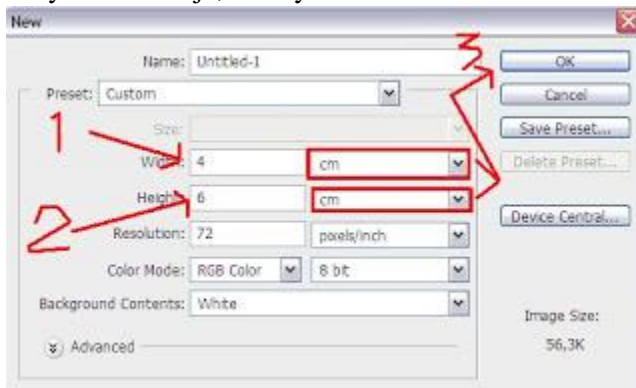 New
Name: Untitled-1
Preset: Custom
Size:
Width: 4 cm
Height: 6 cm
Resolution: 72 pixels/inch
Color Mode: RGB Color 8 bit
Background Contents: White
Advanced
OK
Cancel
Save Preset...
Delete Preset...
Device Central...
Image Size:
56,3K
1
2
3